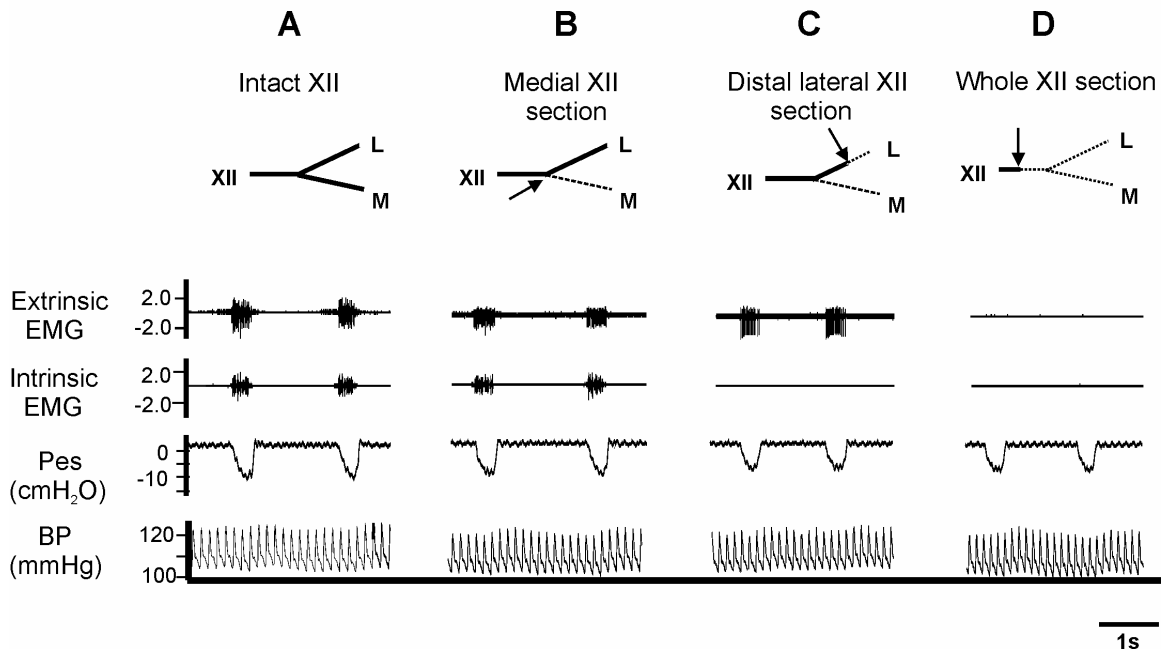 A B C D
Intact XII
Medial XII
section
Distal lateral XII
section
Whole XII section
XII L M
XII L M
XII L M
XII L M
Extrinsic
EMG
2.0
-2.0
Intrinsic
EMG
2.0
-2.0
Pes
(cmH₂O)
0
-10
BP
(mmHg)
120
100
1s